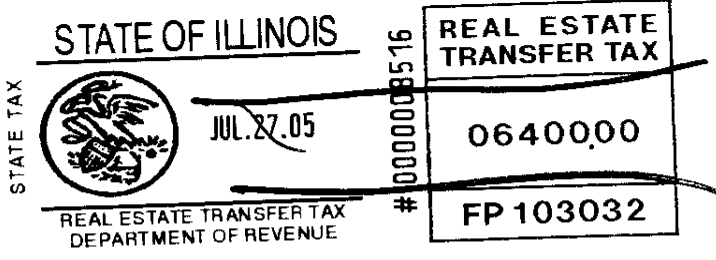 STATE TAX
STATE OF ILLINOIS
JUL.27.05
REAL ESTATE TRANSFER TAX
DEPARTMENT OF REVENUE
# 0000008516
REAL ESTATE
TRANSFER TAX
0640000
FP 103032